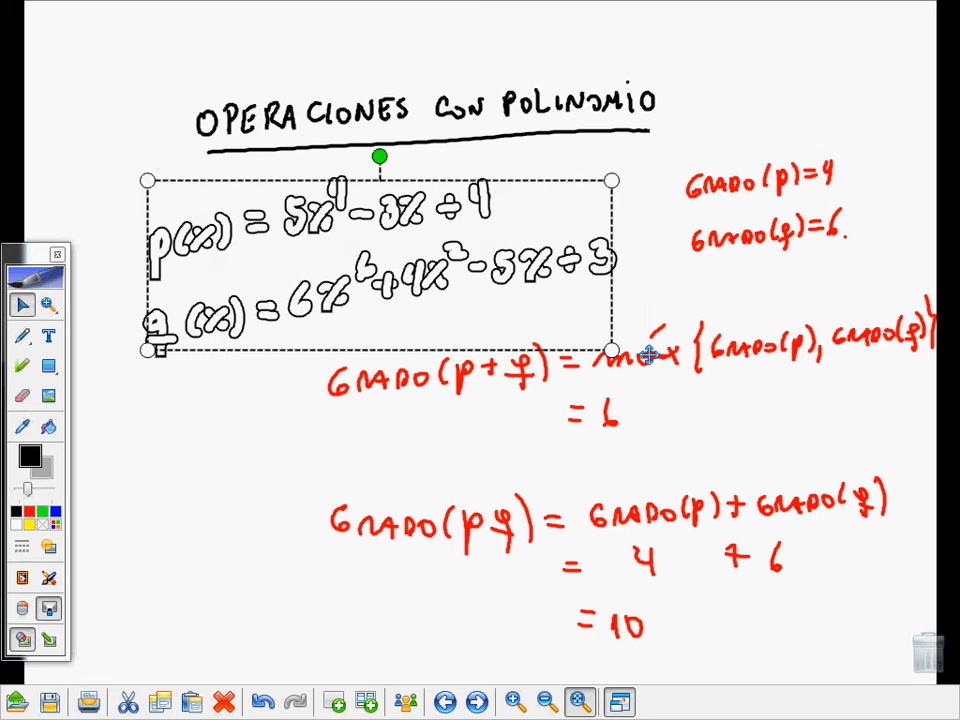 OPERACIONES CON POLINOMIO
p(x) = 5x⁴ - 3x + 4
q(x) = 6x⁶ + 4x² - 5x + 3
GRADO(p) = 4
GRADO(q) = 6.
GRADO(p + q) = máx {GRADO(p), GRADO(q)}
= 6
GRADO(pq) = GRADO(p) + GRADO(q)
= 4 + 6
= 10